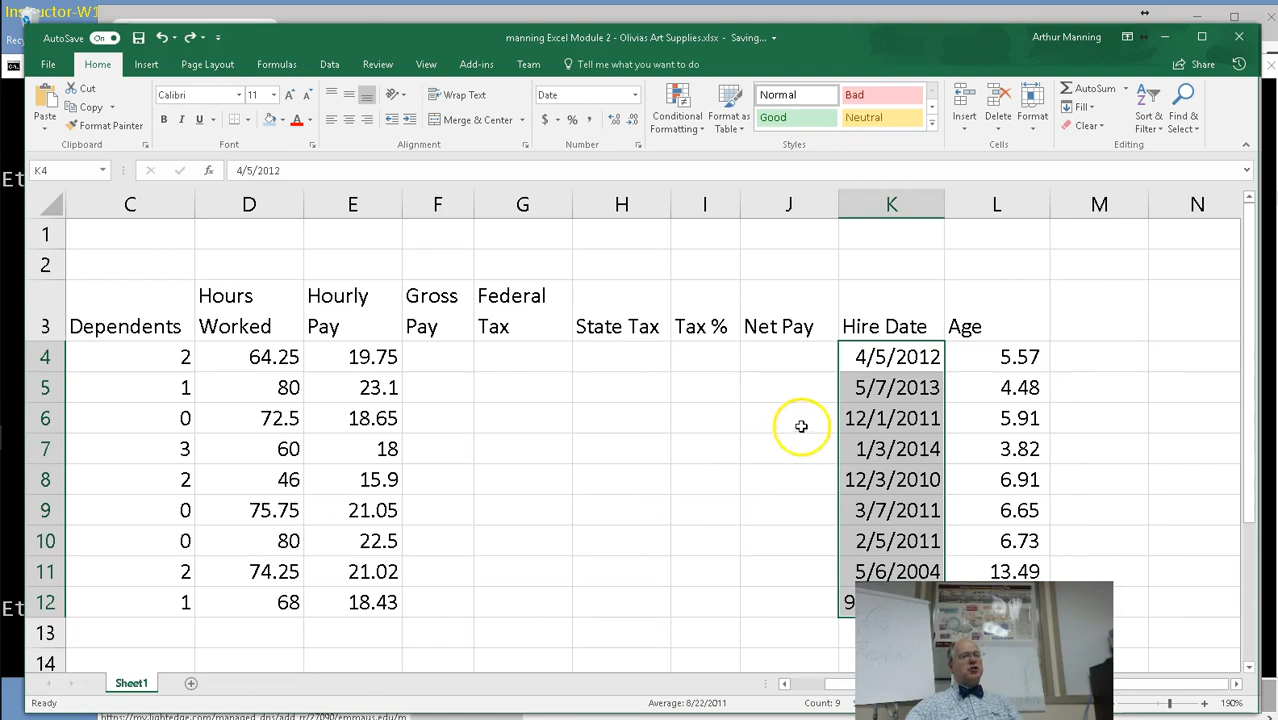 Instructor-W1
AutoSave On
manning Excel Module 2 - Olivias Art Supplies.xlsx - Saving...
Arthur Manning
File Home Insert Page Layout Formulas Data Review View Add-ins Team Tell me what you want to do Share
Paste
Cut
Copy
Format Painter
Clipboard
Calibri 11
B I U
Font
Wrap Text
Merge & Center
Alignment
Date
$ % ,
Number
Conditional Formatting
Format as Table
Normal Bad
Good Neutral
Styles
Insert Delete Format
Cells
AutoSum
Fill
Clear
Sort & Filter
Find & Select
Editing
K4 fx 4/5/2012
C D E F G H I J K L M N
1
2
3 Dependents Hours Worked Hourly Pay Gross Pay Federal Tax State Tax Tax % Net Pay Hire Date Age
4 2 64.25 19.75 4/5/2012 5.57
5 1 80 23.1 5/7/2013 4.48
6 0 72.5 18.65 12/1/2011 5.91
7 3 60 18 1/3/2014 3.82
8 2 46 15.9 12/3/2010 6.91
9 0 75.75 21.05 3/7/2011 6.65
10 0 80 22.5 2/5/2011 6.73
11 2 74.25 21.02 5/6/2004 13.49
12 1 68 18.43 9
13
14
Sheet1
Ready Average: 8/22/2011 Count: 9 190%
Recy
Et
Et
https://my.lightedge.com/managed_dns/add_rr/2090/emmaus.edu/m